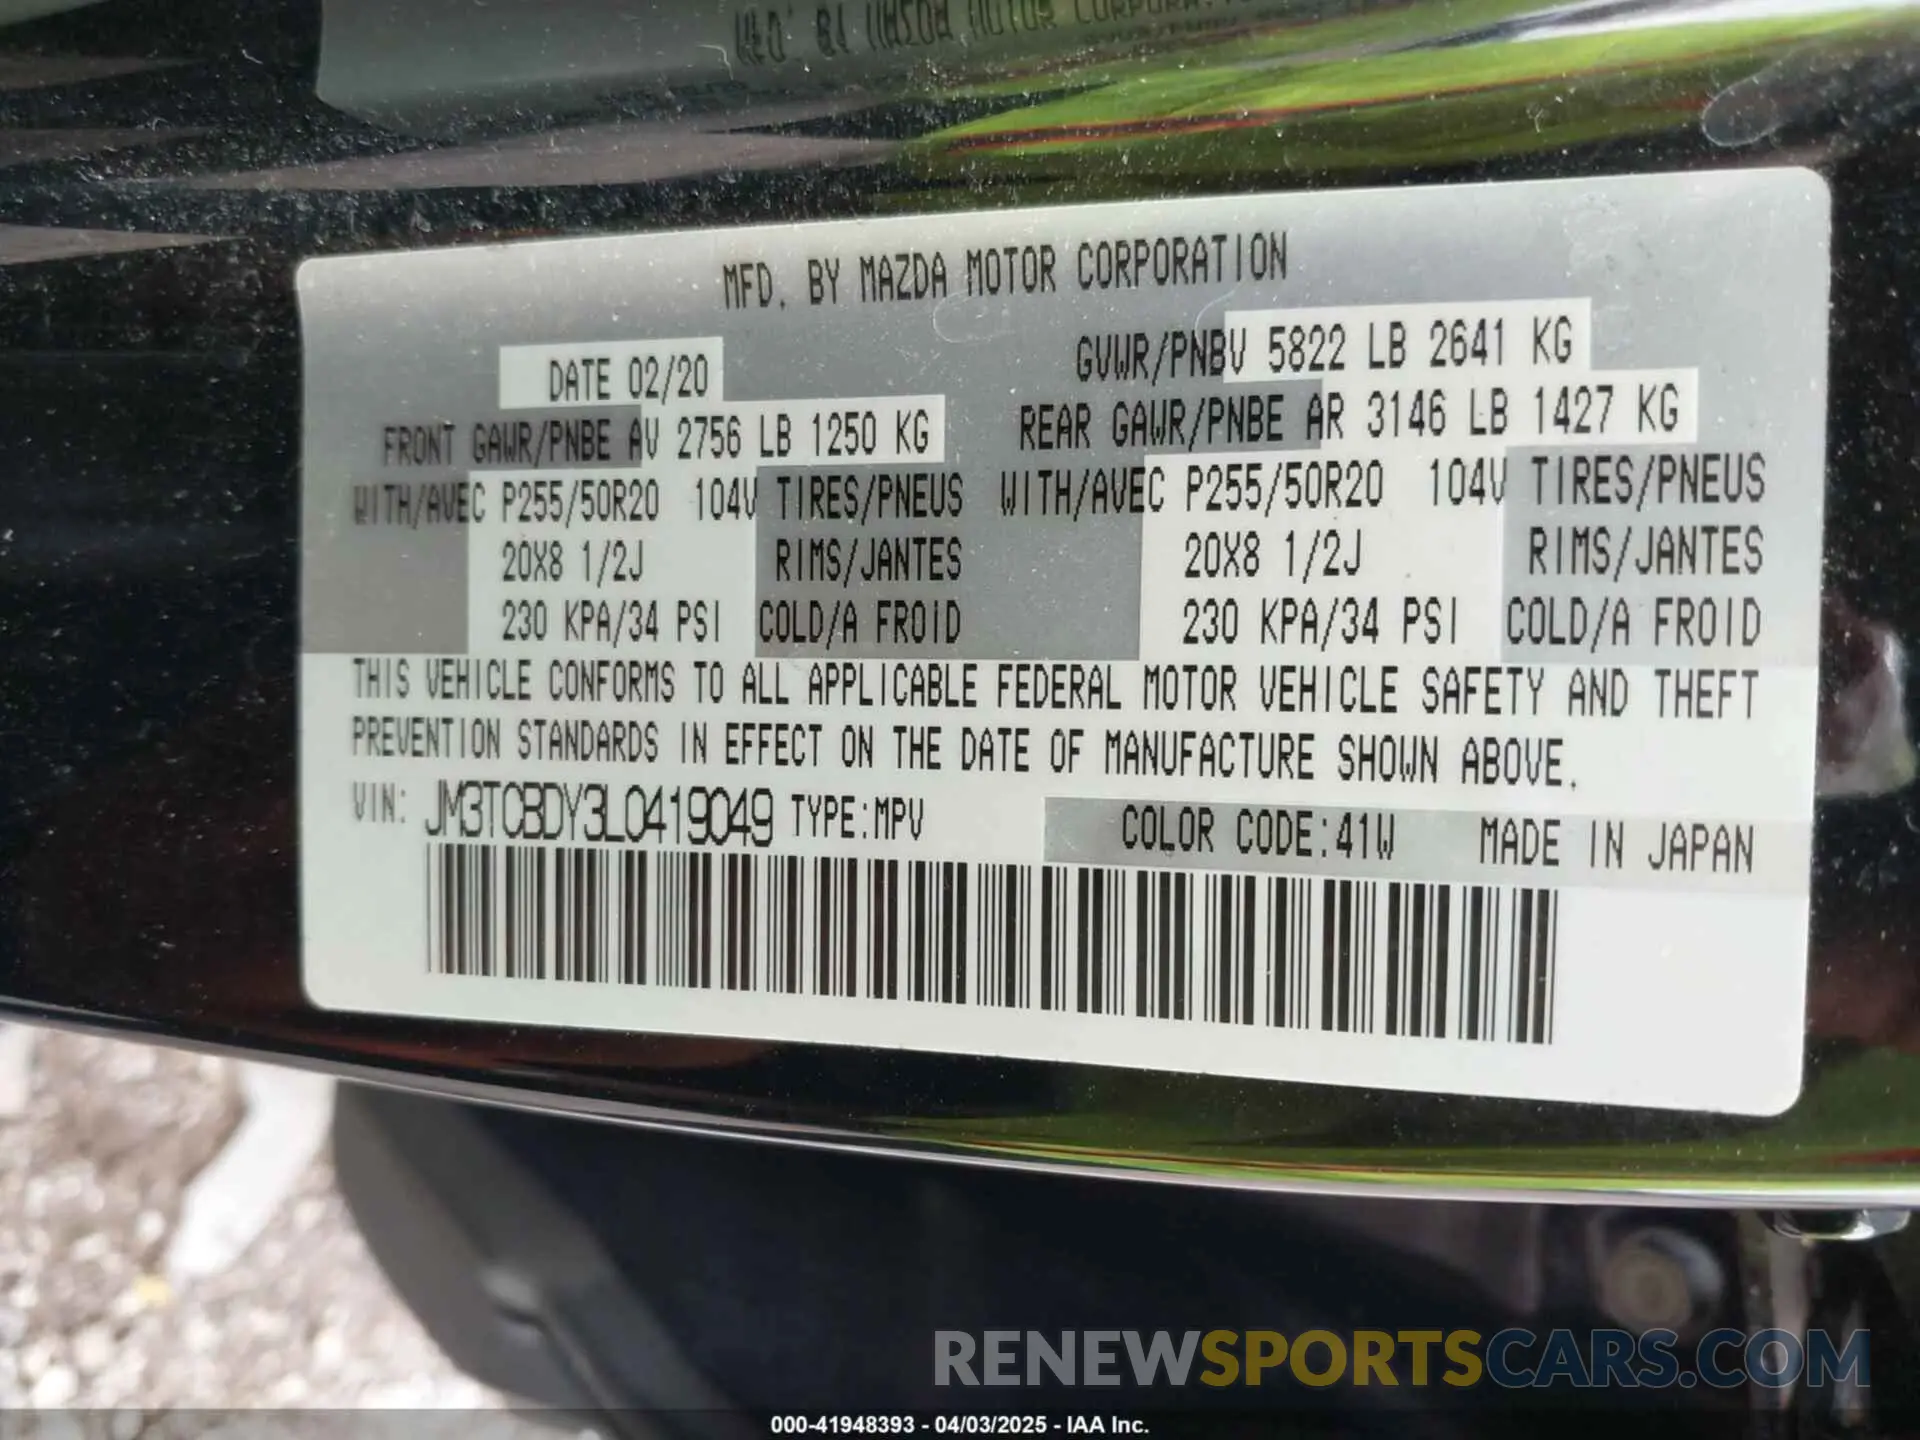 MFD. BY MAZDA MOTOR CORPORATION
DATE 02/20 GVWR/PNBV 5822 LB 2641 KG
FRONT GAWR/PNBE AV 2756 LB 1250 KG REAR GAWR/PNBE AR 3146 LB 1427 KG
WITH/AVEC P255/50R20 104V TIRES/PNEUS WITH/AVEC P255/50R20 104V TIRES/PNEUS
20X8 1/2J RIMS/JANTES 20X8 1/2J RIMS/JANTES
230 KPA/34 PSI COLD/A FROID 230 KPA/34 PSI COLD/A FROID
THIS VEHICLE CONFORMS TO ALL APPLICABLE FEDERAL MOTOR VEHICLE SAFETY AND THEFT
PREVENTION STANDARDS IN EFFECT ON THE DATE OF MANUFACTURE SHOWN ABOVE.
VIN: JM3TCBDY3L0419049 TYPE:MPV COLOR CODE:41W MADE IN JAPAN
RENEWSPORTSCARS.COM
000-41948393 - 04/03/2025 - IAA Inc.